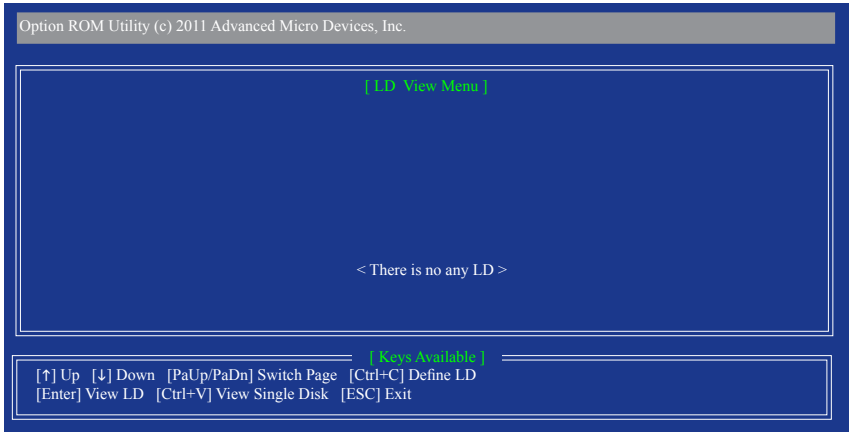 Option ROM Utility (c) 2011 Advanced Micro Devices, Inc.
[ LD View Menu ]
< There is no any LD >
[ Keys Available ]
[↑] Up [↓] Down [PaUp/PaDn] Switch Page [Ctrl+C] Define LD
[Enter] View LD [Ctrl+V] View Single Disk [ESC] Exit